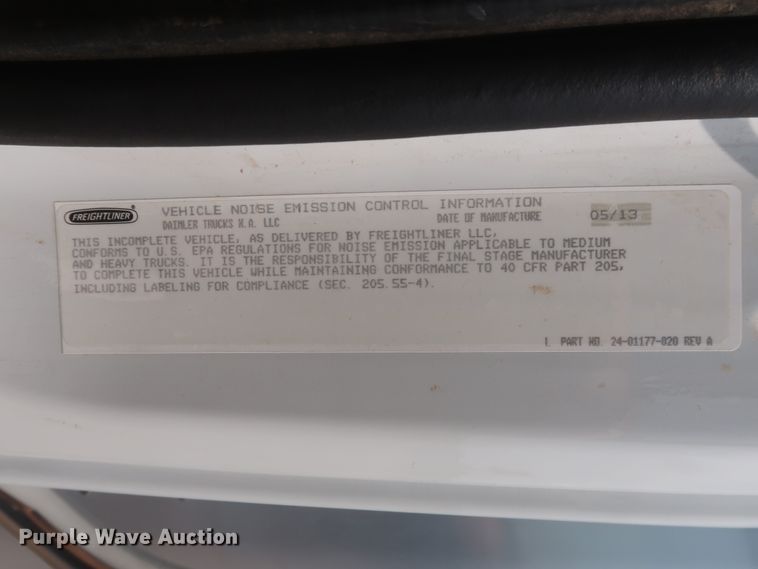 FREIGHTLINER
VEHICLE NOISE EMISSION CONTROL INFORMATION
DAIMLER TRUCKS N.A. LLC DATE OF MANUFACTURE 05/13
THIS INCOMPLETE VEHICLE, AS DELIVERED BY FREIGHTLINER LLC,
CONFORMS TO U.S. EPA REGULATIONS FOR NOISE EMISSION APPLICABLE TO MEDIUM
AND HEAVY TRUCKS. IT IS THE RESPONSIBILITY OF THE FINAL STAGE MANUFACTURER
TO COMPLETE THIS VEHICLE WHILE MAINTAINING CONFORMANCE TO 40 CFR PART 205,
INCLUDING LABELING FOR COMPLIANCE (SEC. 205.55-4).
PART NO. 24-01177-020 REV A
Purple Wave Auction